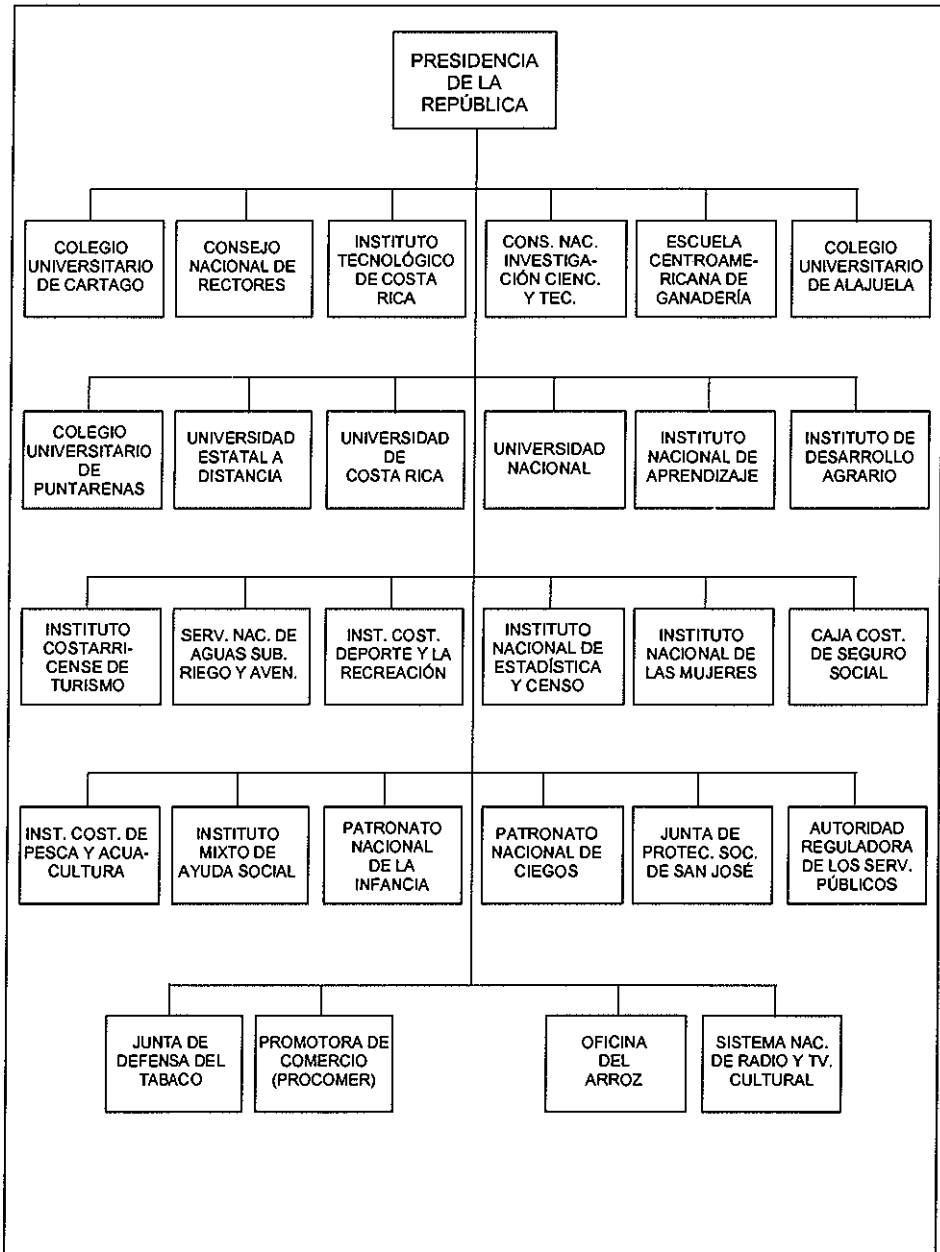 PRESIDENCIA
DE LA
REPÚBLICA
COLEGIO
UNIVERSITARIO
DE CARTAGO
CONSEJO
NACIONAL DE
RECTORES
INSTITUTO
TECNOLÓGICO
DE COSTA
RICA
CONS. NAC.
INVESTIGA-
CIÓN CIENC.
Y TEC.
ESCUELA
CENTROAME-
RICANA DE
GANADERÍA
COLEGIO
UNIVERSITARIO
DE ALAJUELA
COLEGIO
UNIVERSITARIO
DE
PUNTARENAS
UNIVERSIDAD
ESTATAL A
DISTANCIA
UNIVERSIDAD
DE
COSTA RICA
UNIVERSIDAD
NACIONAL
INSTITUTO
NACIONAL DE
APRENDIZAJE
INSTITUTO DE
DESARROLLO
AGRARIO
INSTITUTO
COSTARRI-
CENSE DE
TURISMO
SERV. NAC. DE
AGUAS SUB.
RIEGO Y AVEN.
INST. COST.
DEPORTE Y LA
RECREACIÓN
INSTITUTO
NACIONAL DE
ESTADÍSTICA
Y CENSO
INSTITUTO
NACIONAL DE
LAS MUJERES
CAJA COST.
DE SEGURO
SOCIAL
INST. COST. DE
PESCA Y ACUA-
CULTURA
INSTITUTO
MIXTO DE
AYUDA SOCIAL
PATRONATO
NACIONAL
DE LA
INFANCIA
PATRONATO
NACIONAL DE
CIEGOS
JUNTA DE
PROTEC. SOC.
DE SAN JOSÉ
AUTORIDAD
REGULADORA
DE LOS SERV.
PÚBLICOS
JUNTA DE
DEFENSA DEL
TABACO
PROMOTORA DE
COMERCIO
(PROCOMER)
OFICINA
DEL
ARROZ
SISTEMA NAC.
DE RADIO Y TV.
CULTURAL